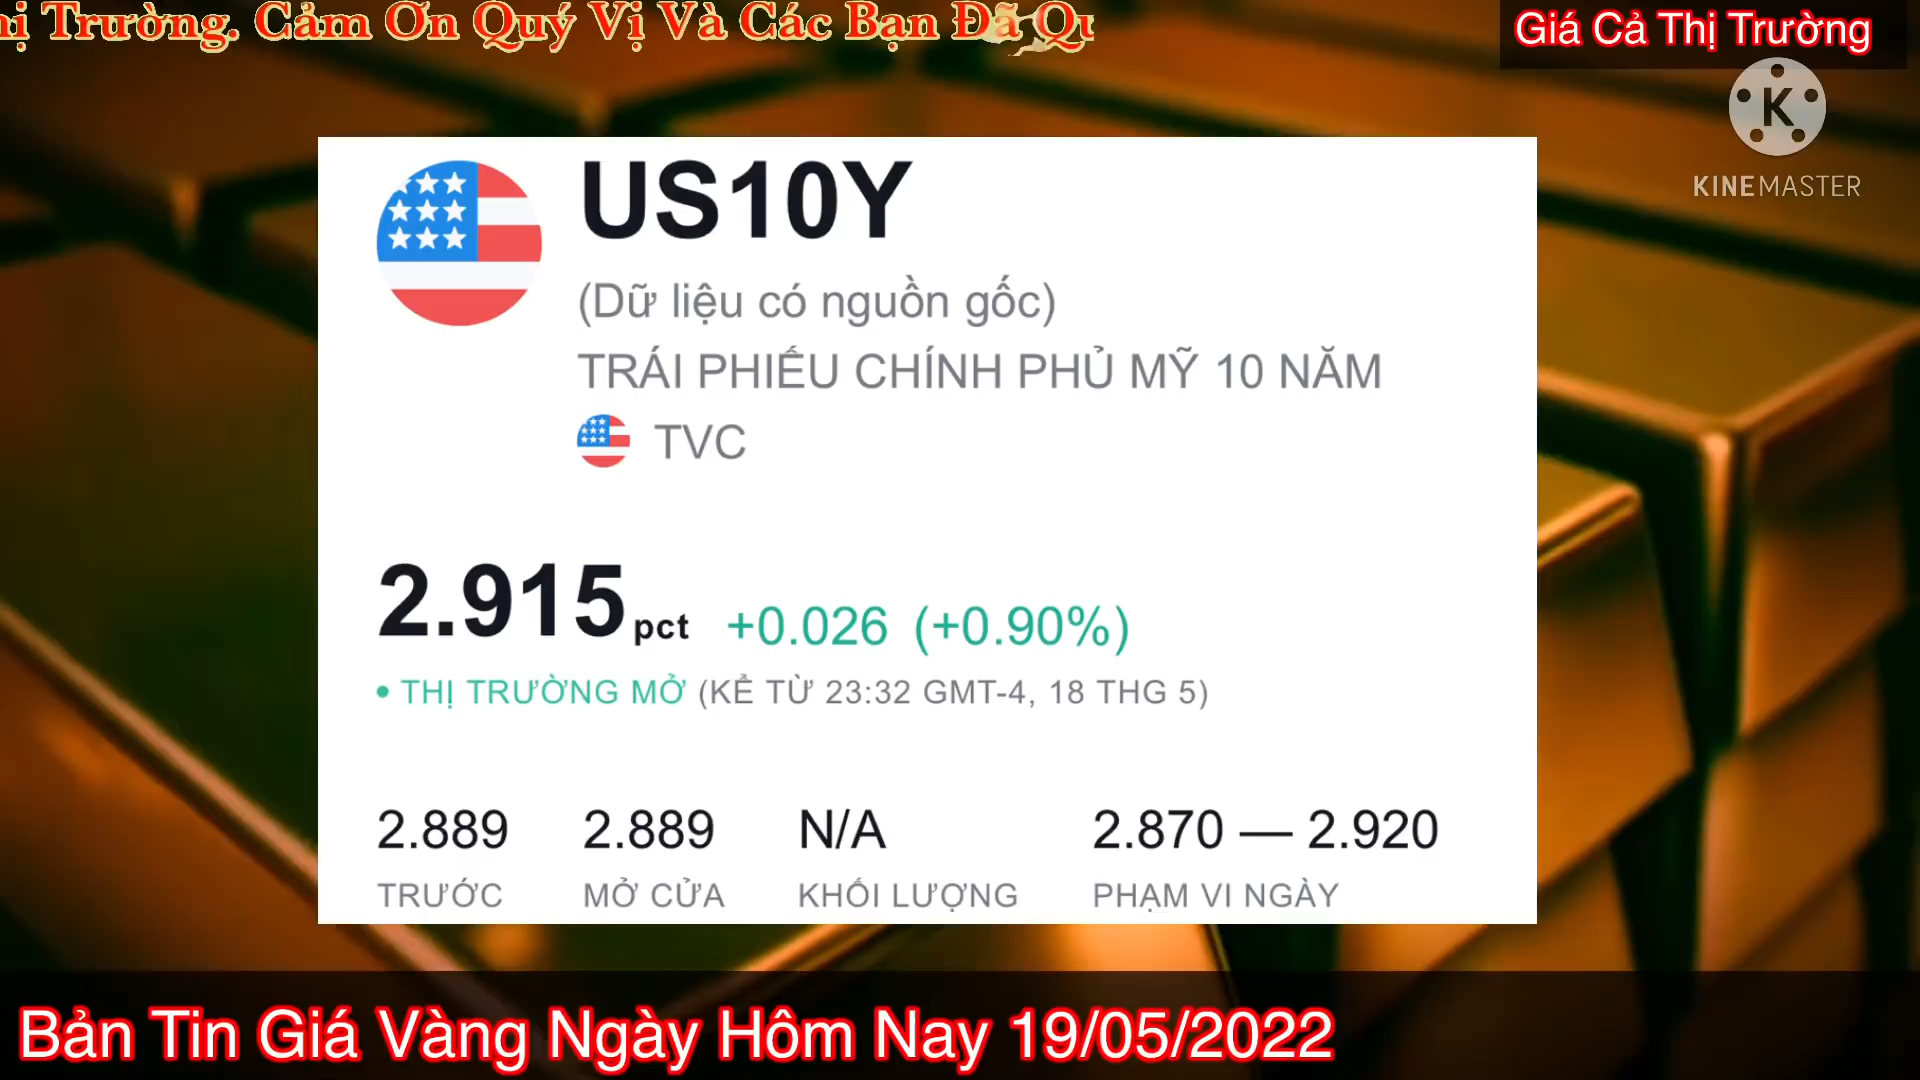 Trường. Cảm Ơn Quý Vị Và Các Bạn Đã
Giá Cả Thị Trường
K
KINEMASTER
US10Y
(Dữ liệu có nguồn gốc)
TRÁI PHIẾU CHÍNH PHỦ MỸ 10 NĂM
TVC
2.915 pct +0.026 (+0.90%)
• THỊ TRƯỜNG MỞ (KỂ TỪ 23:32 GMT-4, 18 THG 5)
2.889 2.889 N/A 2.870 — 2.920
TRƯỚC MỞ CỬA KHỐI LƯỢNG PHẠM VI NGÀY
Bản Tin Giá Vàng Ngày Hôm Nay 19/05/2022